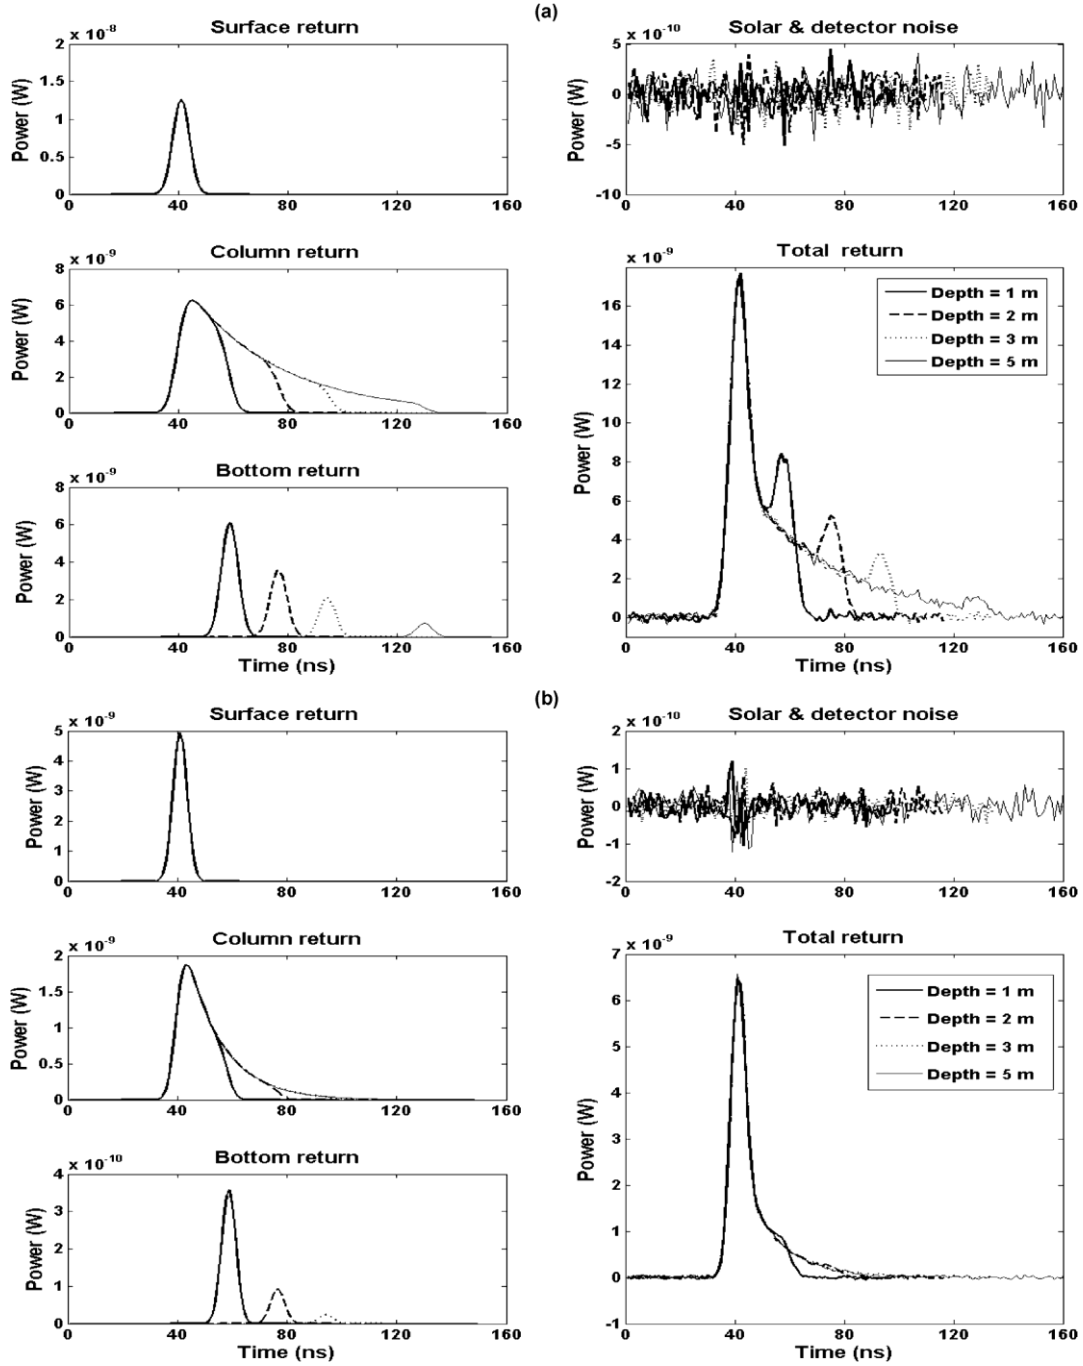 (a)
Surface return
x 10-8
Power (W)
2
1.5
1
0.5
0
0 40 80 120 160
Solar & detector noise
x 10-10
Power (W)
5
0
-5
-10
0 40 80 120 160
Column return
x 10-9
Power (W)
8
6
4
2
0
0 40 80 120 160
Bottom return
x 10-9
Power (W)
8
6
4
2
0
0 40 80 120 160
Time (ns)
Total return
x 10-9
Power (W)
16
14
12
10
8
6
4
2
0
0 40 80 120 160
Time (ns)
Depth = 1 m
Depth = 2 m
Depth = 3 m
Depth = 5 m
(b)
Surface return
x 10-9
Power (W)
5
4
3
2
1
0
0 40 80 120 160
Solar & detector noise
x 10-10
Power (W)
2
1
0
-1
-2
0 40 80 120 160
Column return
x 10-9
Power (W)
2
1.5
1
0.5
0
0 40 80 120 160
Bottom return
x 10-10
Power (W)
4
3
2
1
0
0 40 80 120 160
Time (ns)
Total return
x 10-9
Power (W)
7
6
5
4
3
2
1
0
-1
0 40 80 120 160
Time (ns)
Depth = 1 m
Depth = 2 m
Depth = 3 m
Depth = 5 m